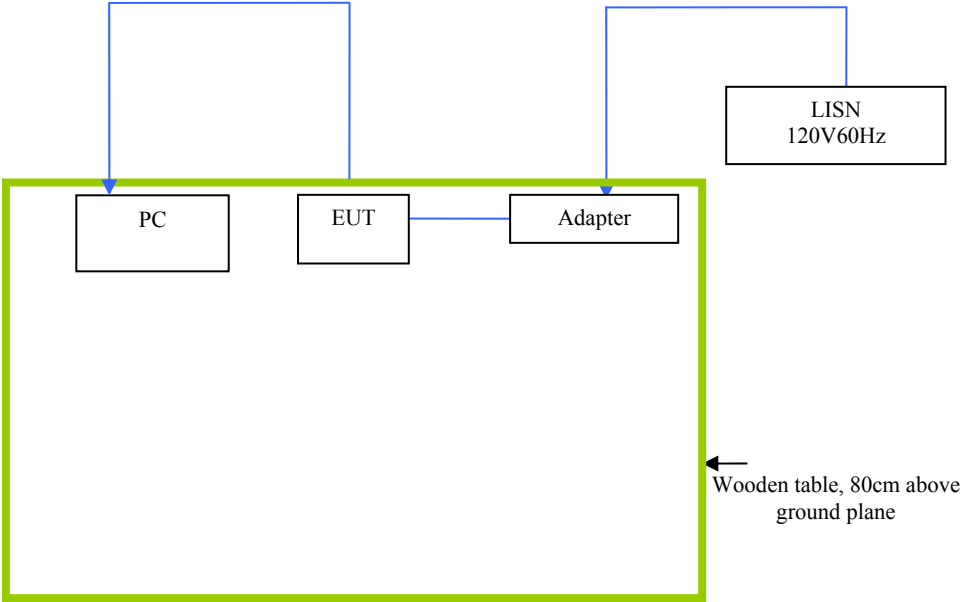 LISN
120V60Hz
PC
EUT
Adapter
Wooden table, 80cm above
ground plane